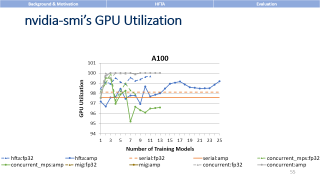 Background & Motivation HFTA Evaluation
nvidia-smi's GPU Utilization
A100
GPU Utilization
101
100
99
98
97
96
95
94
1 3 5 7 9 11 13 15 17 19 21 23 25
Number of Training Models
hfta:fp32 hfta:amp serial:fp32 serial:amp concurrent_mps:fp32
concurrent_mps:amp mig:fp32 mig:amp concurrent:fp32 concurrent:amp